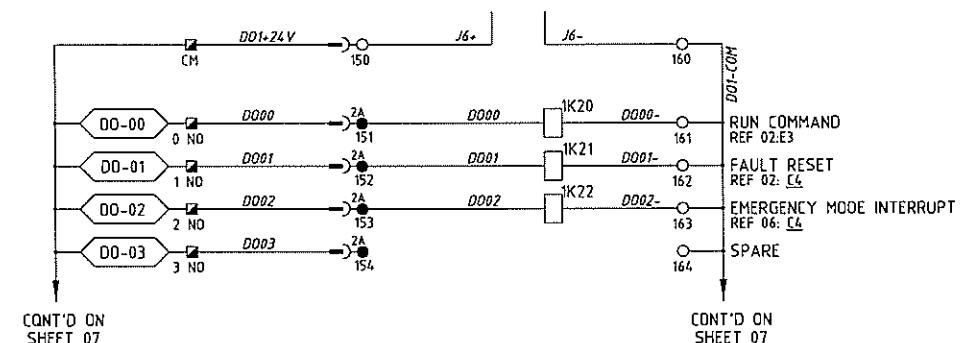 DO1+24V
J6+
J6-
CM
150
160
DO1-COM
DO-00
0 NO
DO00
2A
151
DO00
1K20
DO00-
161
RUN COMMAND
REF 02:E3
DO-01
1 NO
DO01
2A
152
DO01
1K21
DO01-
162
FAULT RESET
REF 02: C4
DO-02
2 NO
DO02
2A
153
DO02
1K22
DO02-
163
EMERGENCY MODE INTERRUPT
REF 06: C4
DO-03
3 NO
DO03
2A
154
164
SPARE
CONT'D ON
SHEET 07
CONT'D ON
SHEET 07